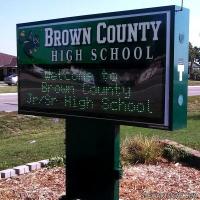 BROWN COUNTY
HIGH SCHOOL
Welcome to
Brown County
Jr/Sr High School